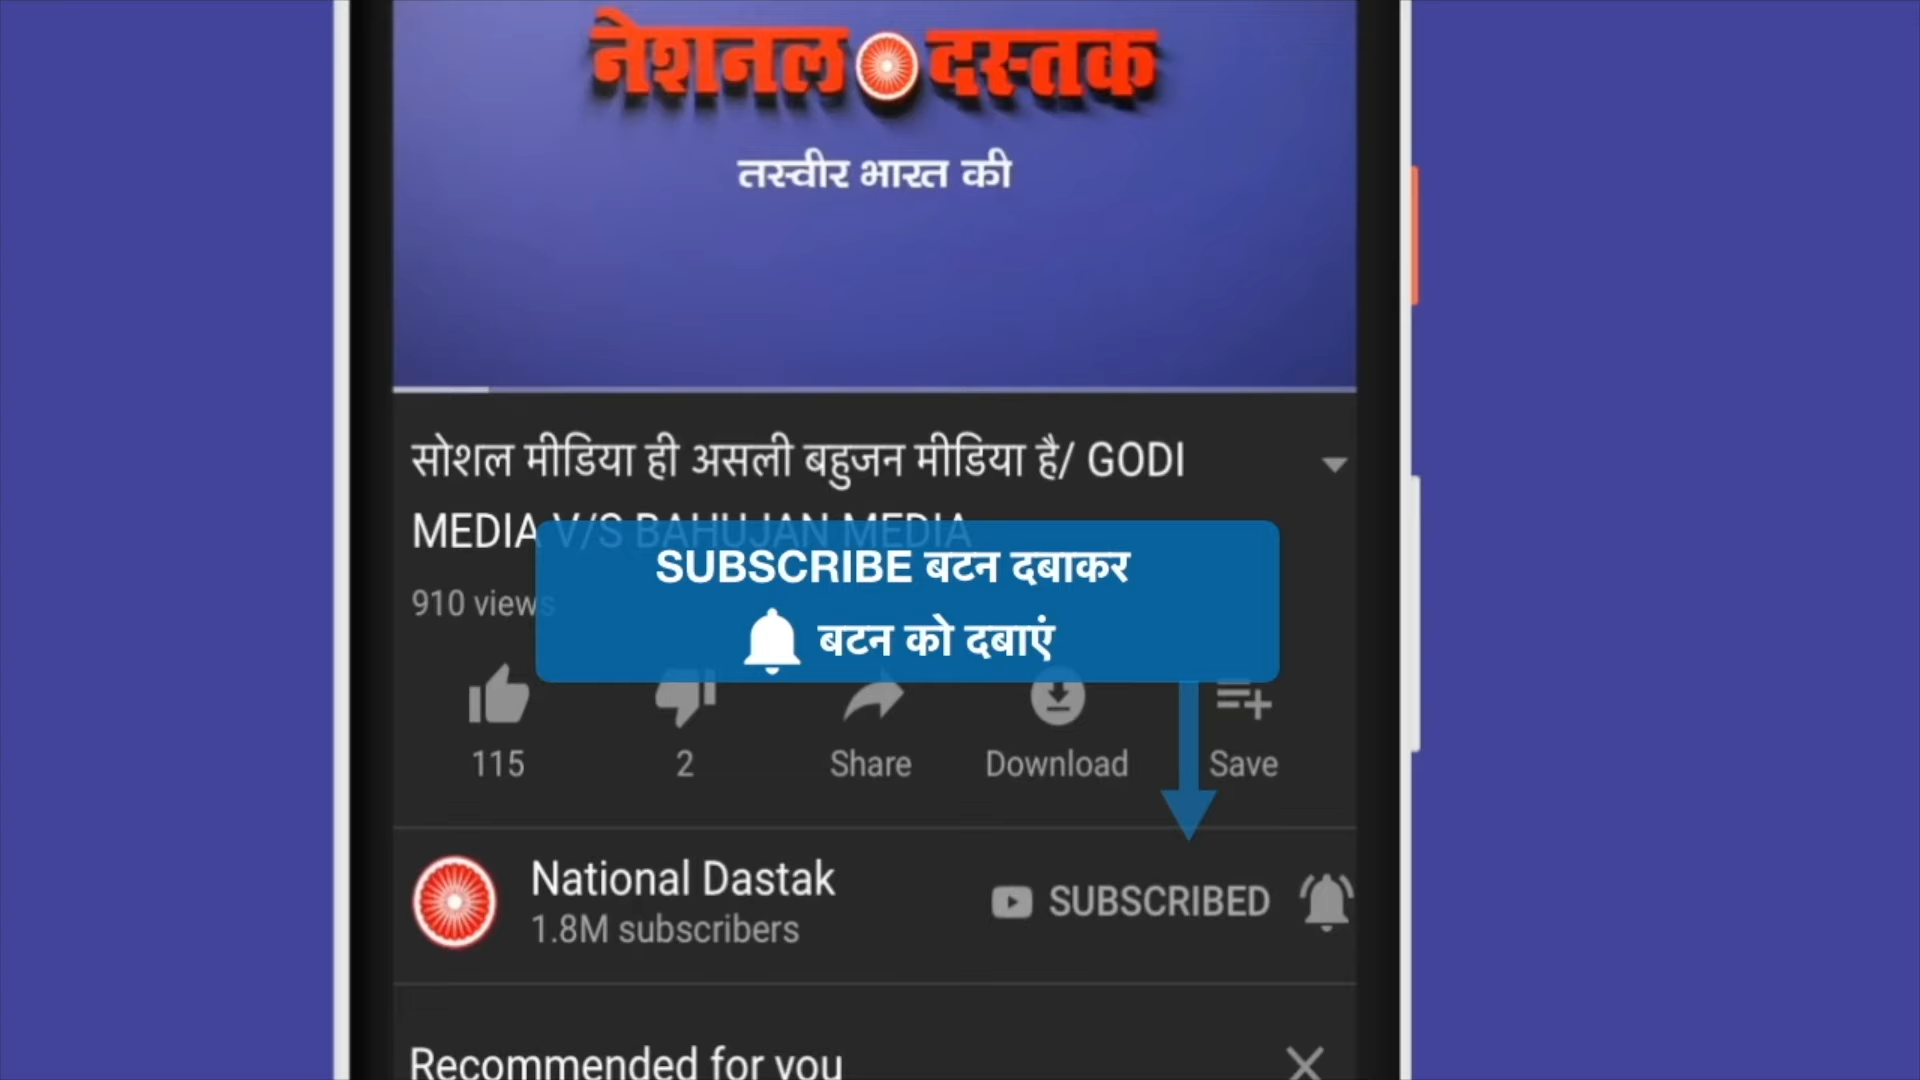 नेशनल दस्तक
तस्वीर भारत की
सोशल मीडिया ही असली बहुजन मीडिया है/ GODI
MEDIA V/S BAHUJAN MEDIA
910 views
SUBSCRIBE बटन दबाकर
बटन को दबाएं
115
2
Share
Download
Save
National Dastak
1.8M subscribers
SUBSCRIBED
Recommended for you